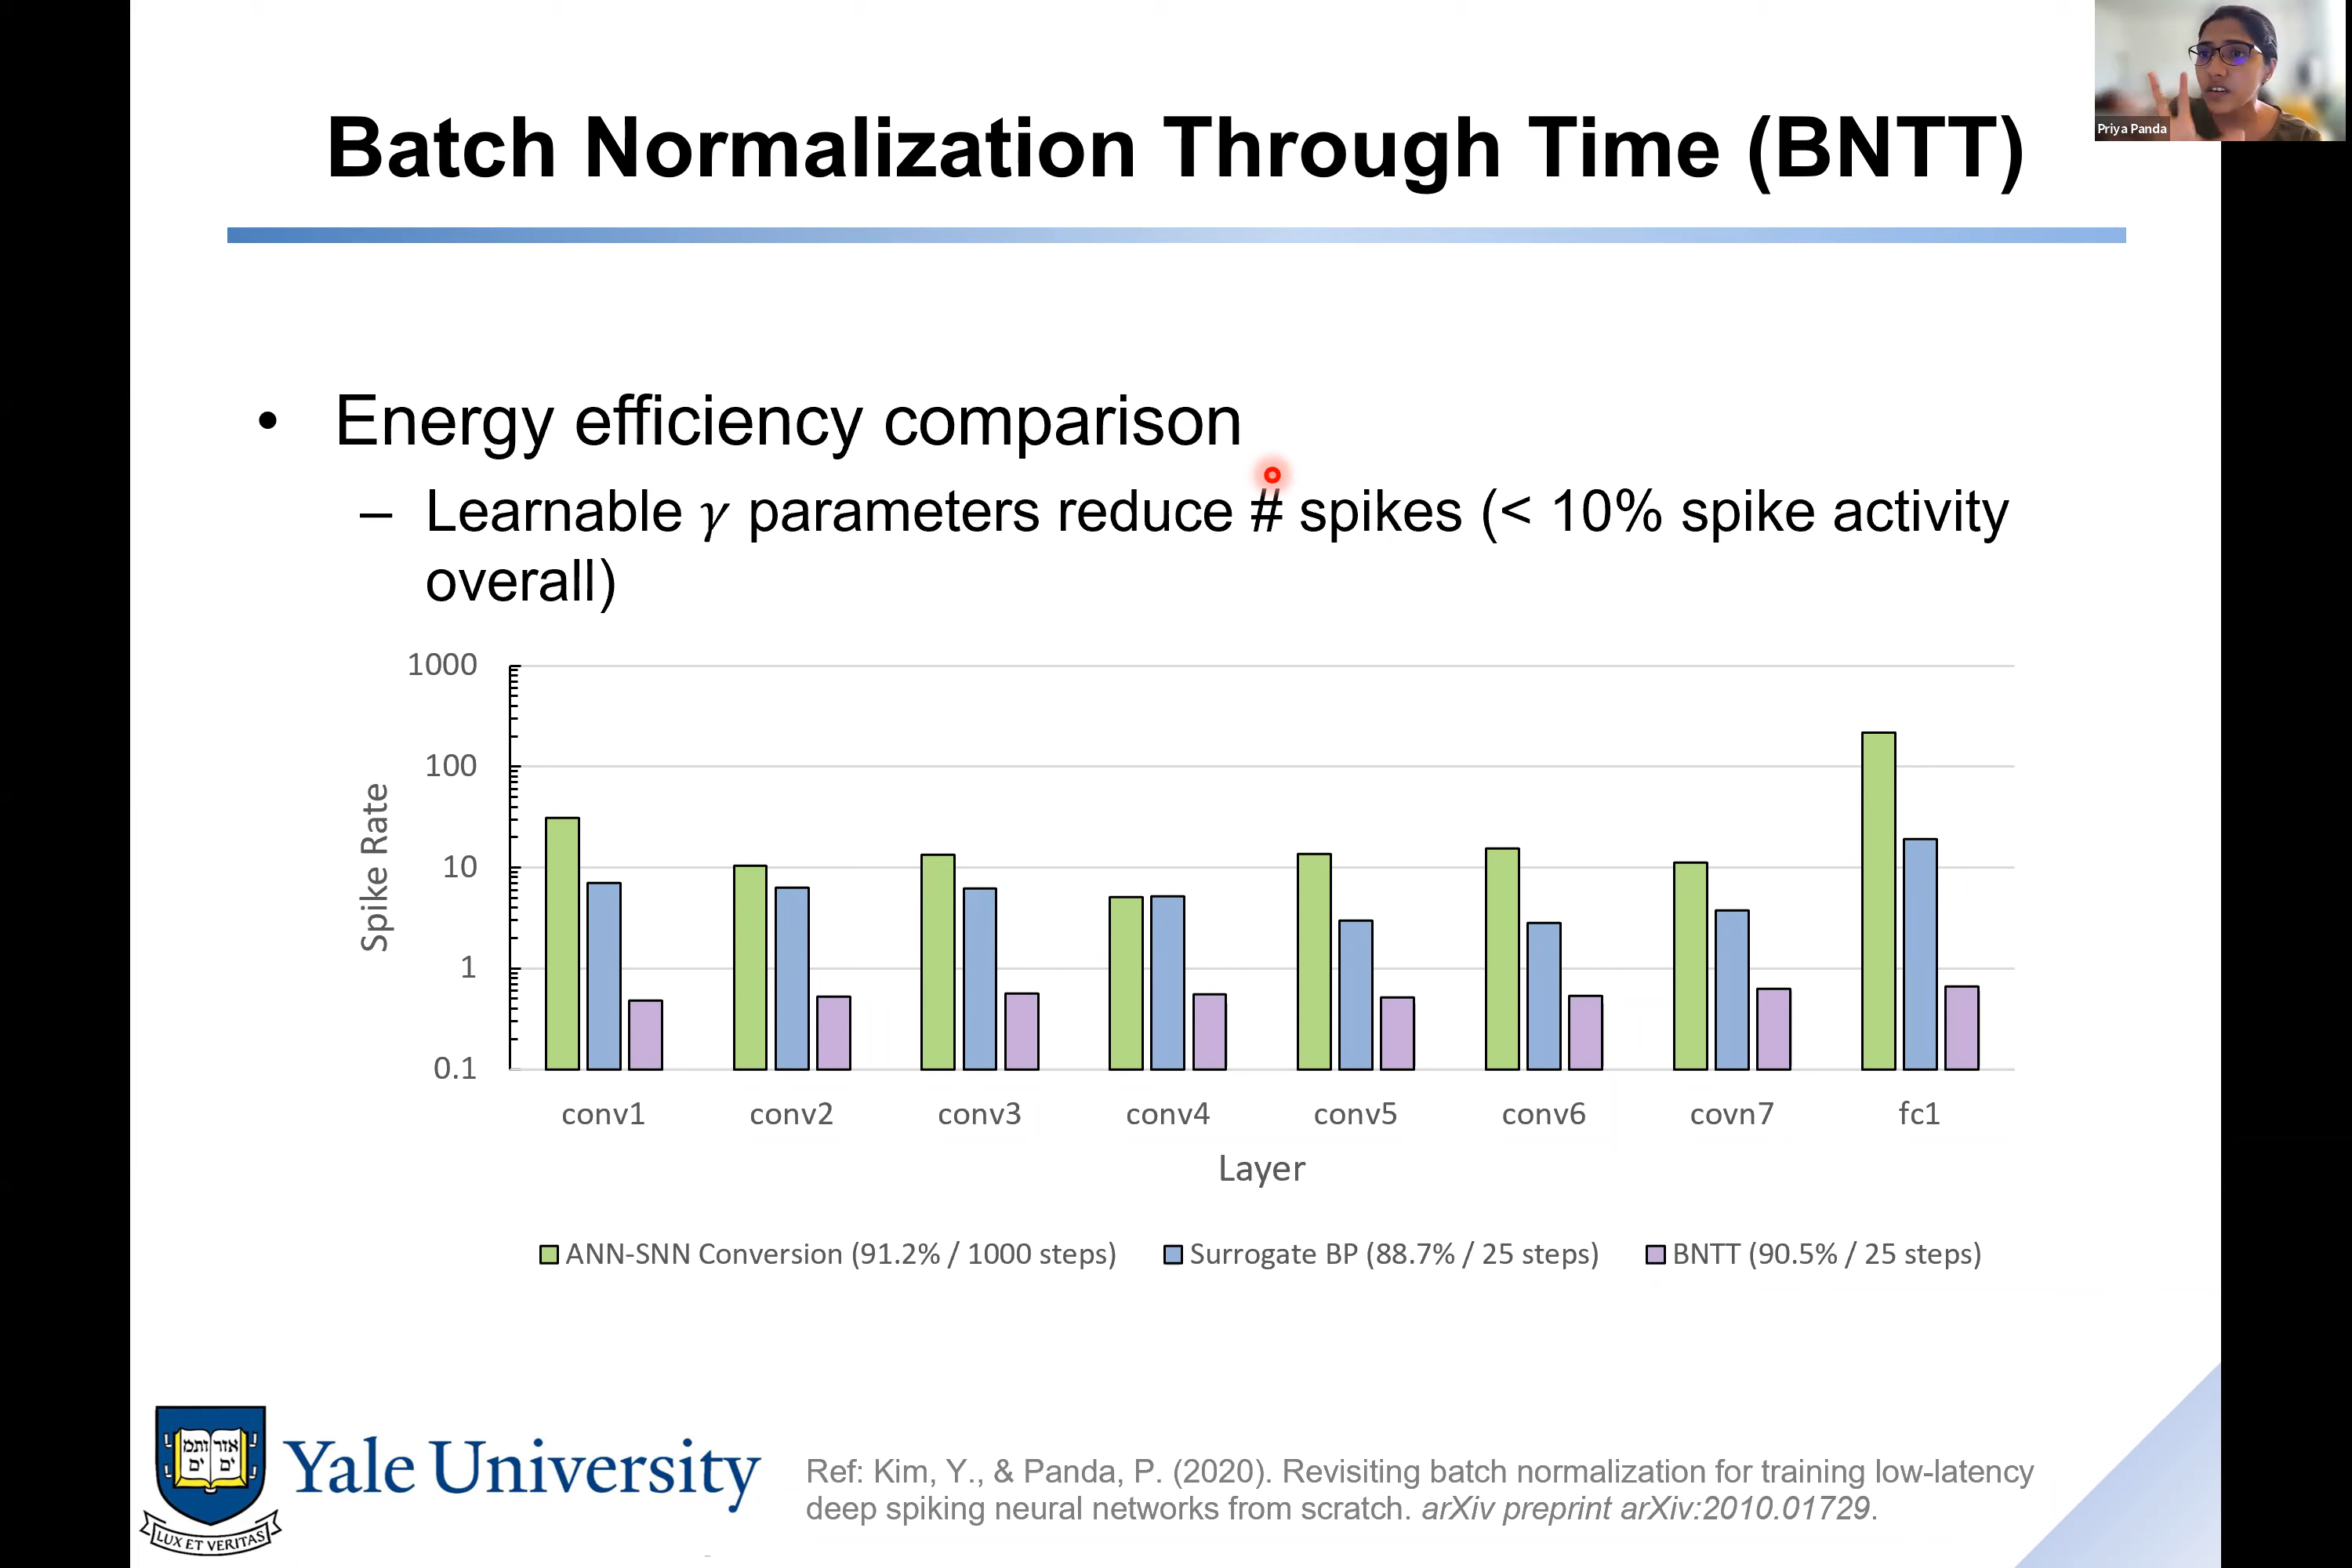 Batch Normalization Through Time (BNTT)
Priya Panda
• Energy efficiency comparison
– Learnable γ parameters reduce # spikes (< 10% spike activity
overall)
1000
100
10
1
0.1
Spike Rate
conv1 conv2 conv3 conv4 conv5 conv6 covn7 fc1
Layer
ANN-SNN Conversion (91.2% / 1000 steps) Surrogate BP (88.7% / 25 steps) BNTT (90.5% / 25 steps)
אורים ותמים
LUX ET VERITAS
Yale University
Ref: Kim, Y., & Panda, P. (2020). Revisiting batch normalization for training low-latency
deep spiking neural networks from scratch. arXiv preprint arXiv:2010.01729.